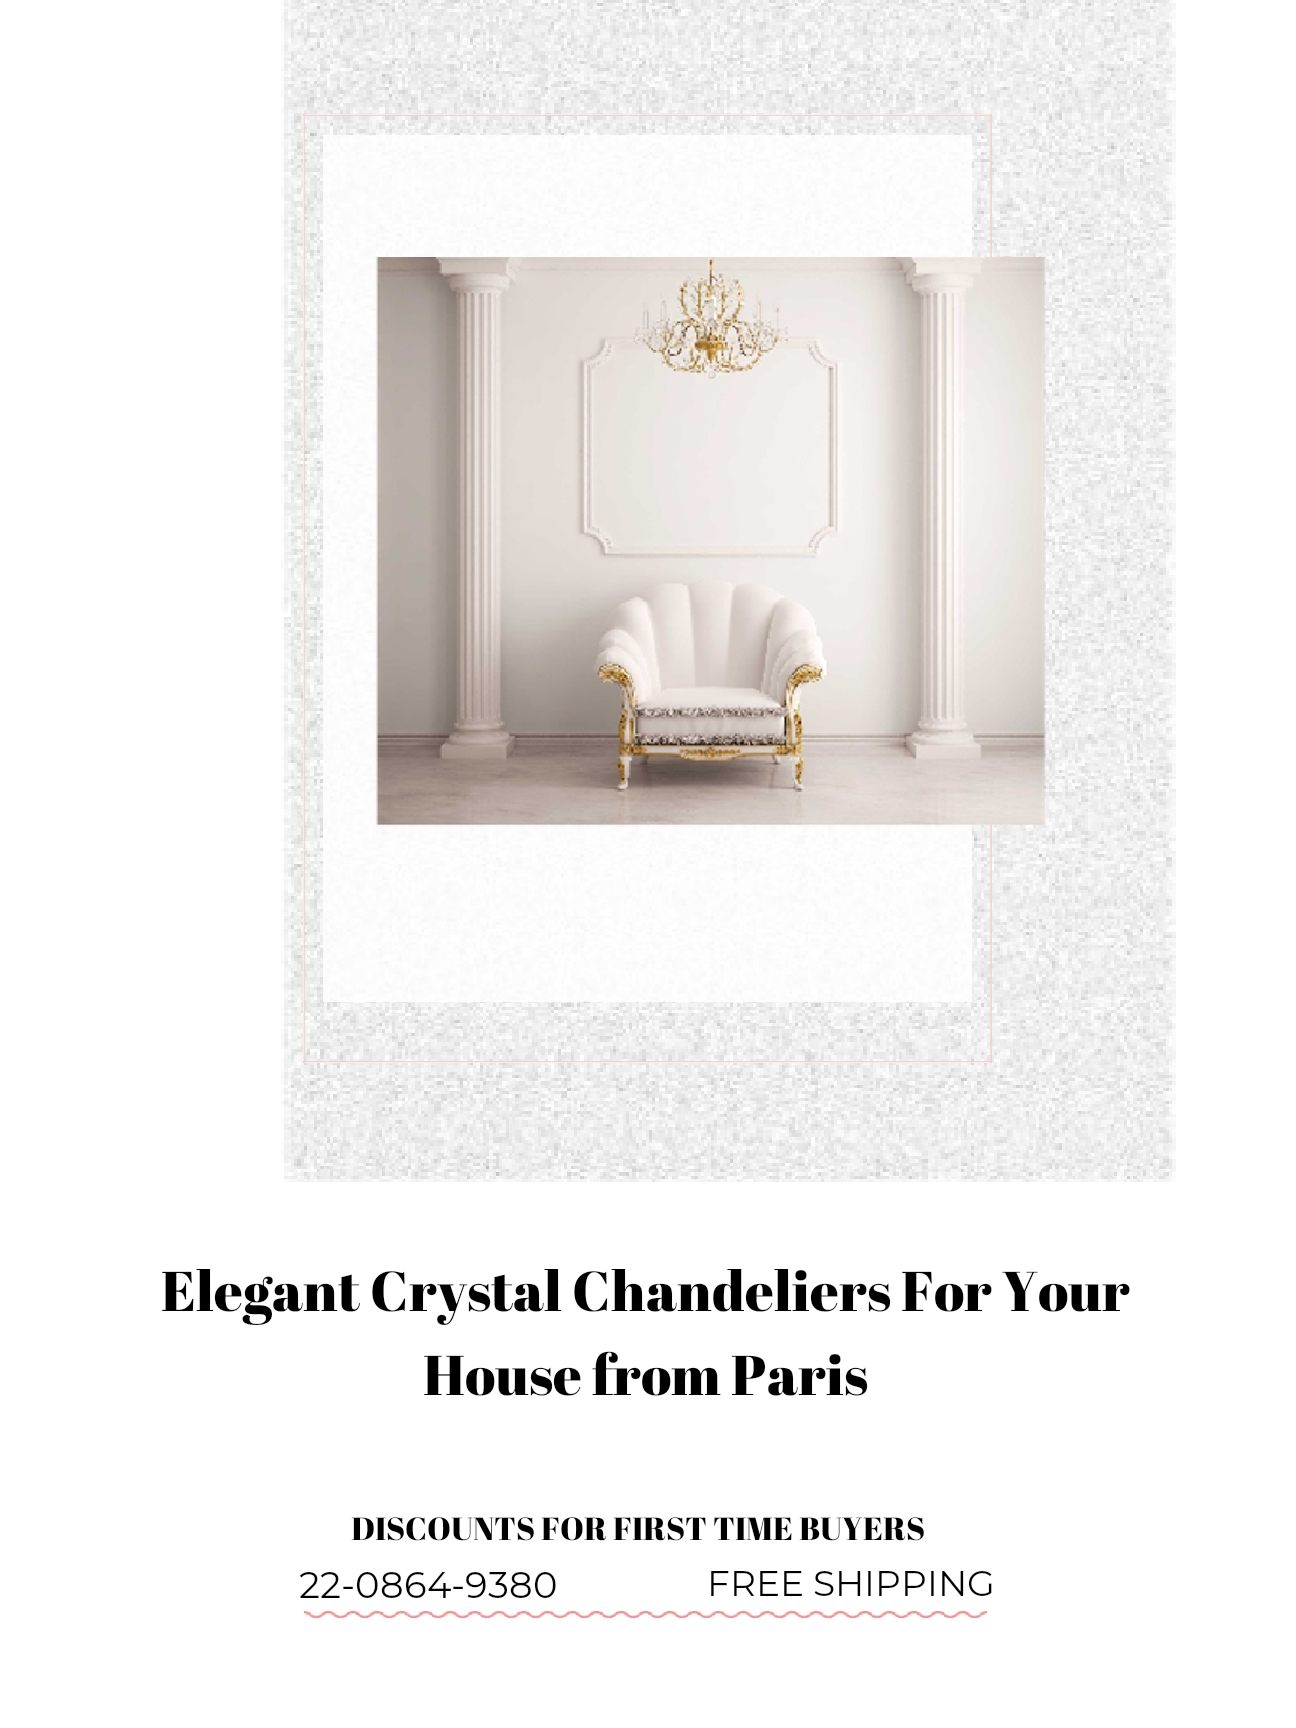 Elegant Crystal Chandeliers For Your
House from Paris
DISCOUNTS FOR FIRST TIME BUYERS
22-0864-9380
FREE SHIPPING